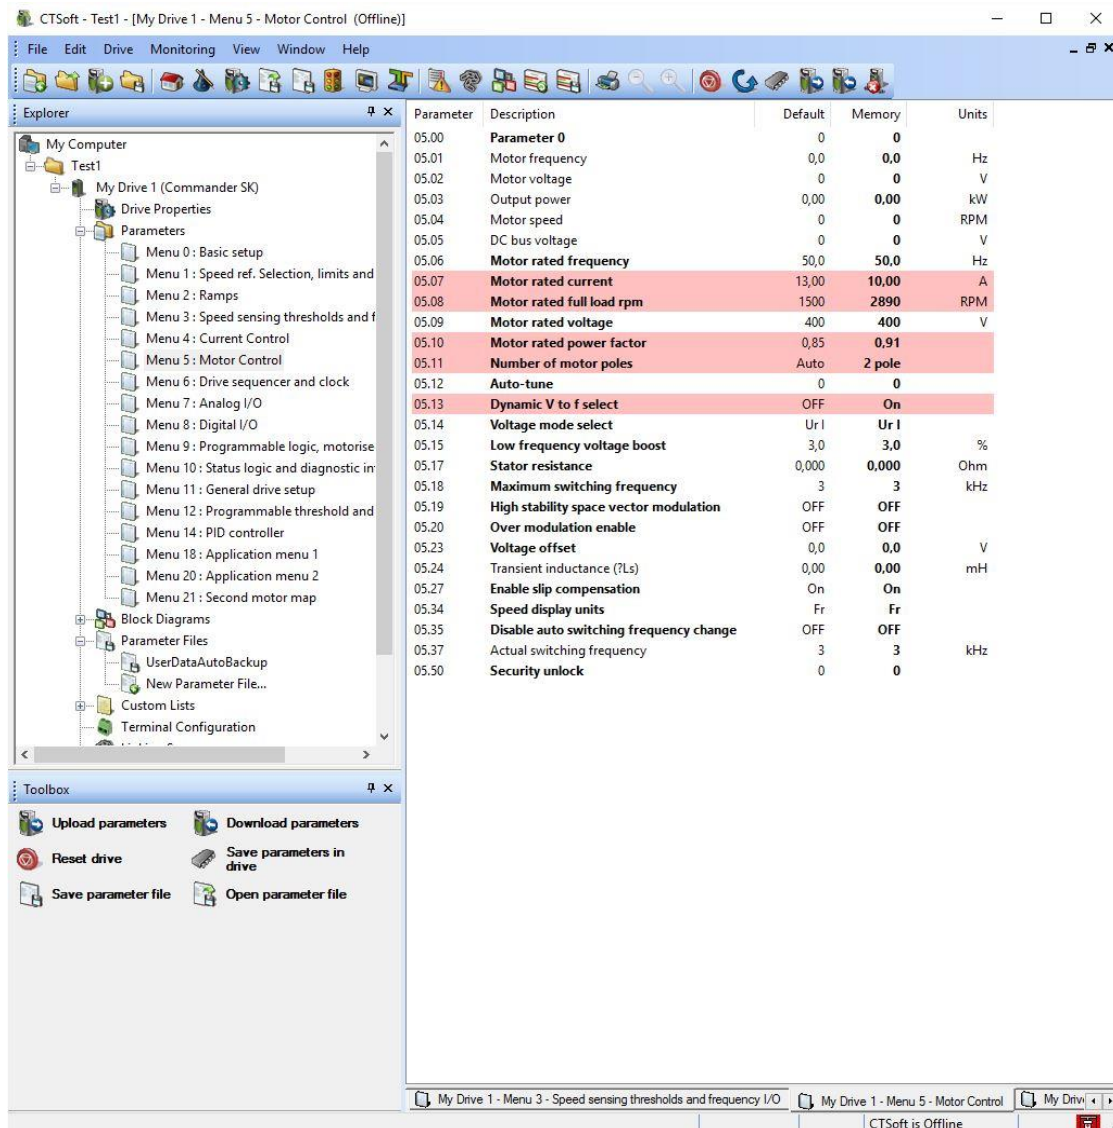 CTSoft - Test1 - [My Drive 1 - Menu 5 - Motor Control (Offline)]
File Edit Drive Monitoring View Window Help
Explorer
My Computer
Test1
My Drive 1 (Commander SK)
Drive Properties
Parameters
Menu 0 : Basic setup
Menu 1 : Speed ref. Selection, limits and
Menu 2 : Ramps
Menu 3 : Speed sensing thresholds and f
Menu 4 : Current Control
Menu 5 : Motor Control
Menu 6 : Drive sequencer and clock
Menu 7 : Analog I/O
Menu 8 : Digital I/O
Menu 9 : Programmable logic, motorise
Menu 10 : Status logic and diagnostic in
Menu 11 : General drive setup
Menu 12 : Programmable threshold and
Menu 14 : PID controller
Menu 18 : Application menu 1
Menu 20 : Application menu 2
Menu 21 : Second motor map
Block Diagrams
Parameter Files
UserDataAutoBackup
New Parameter File...
Custom Lists
Terminal Configuration
Toolbox
Upload parameters Download parameters
Reset drive Save parameters in drive
Save parameter file Open parameter file
Parameter Description Default Memory Units
05.00 Parameter 0 0 0
05.01 Motor frequency 0,0 0,0 Hz
05.02 Motor voltage 0 0 V
05.03 Output power 0,00 0,00 kW
05.04 Motor speed 0 0 RPM
05.05 DC bus voltage 0 0 V
05.06 Motor rated frequency 50,0 50,0 Hz
05.07 Motor rated current 13,00 10,00 A
05.08 Motor rated full load rpm 1500 2890 RPM
05.09 Motor rated voltage 400 400 V
05.10 Motor rated power factor 0,85 0,91
05.11 Number of motor poles Auto 2 pole
05.12 Auto-tune 0 0
05.13 Dynamic V to f select OFF On
05.14 Voltage mode select Ur I Ur I
05.15 Low frequency voltage boost 3,0 3,0 %
05.17 Stator resistance 0,000 0,000 Ohm
05.18 Maximum switching frequency 3 3 kHz
05.19 High stability space vector modulation OFF OFF
05.20 Over modulation enable OFF OFF
05.23 Voltage offset 0,0 0,0 V
05.24 Transient inductance (?Ls) 0,00 0,00 mH
05.27 Enable slip compensation On On
05.34 Speed display units Fr Fr
05.35 Disable auto switching frequency change OFF OFF
05.37 Actual switching frequency 3 3 kHz
05.50 Security unlock 0 0
My Drive 1 - Menu 3 - Speed sensing thresholds and frequency I/O My Drive 1 - Menu 5 - Motor Control My Driv
CTSoft is Offline